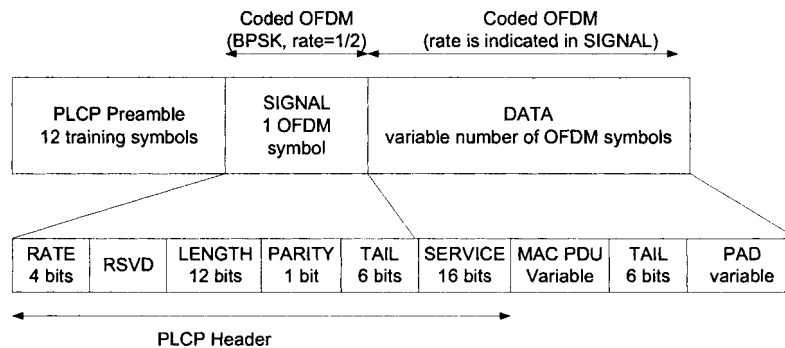 Coded OFDM
(BPSK, rate=1/2)
Coded OFDM
(rate is indicated in SIGNAL)
PLCP Preamble
12 training symbols
SIGNAL
1 OFDM
symbol
DATA
variable number of OFDM symbols
RATE
4 bits
RSVD
LENGTH
12 bits
PARITY
1 bit
TAIL
6 bits
SERVICE
16 bits
MAC PDU
Variable
TAIL
6 bits
PAD
variable
PLCP Header